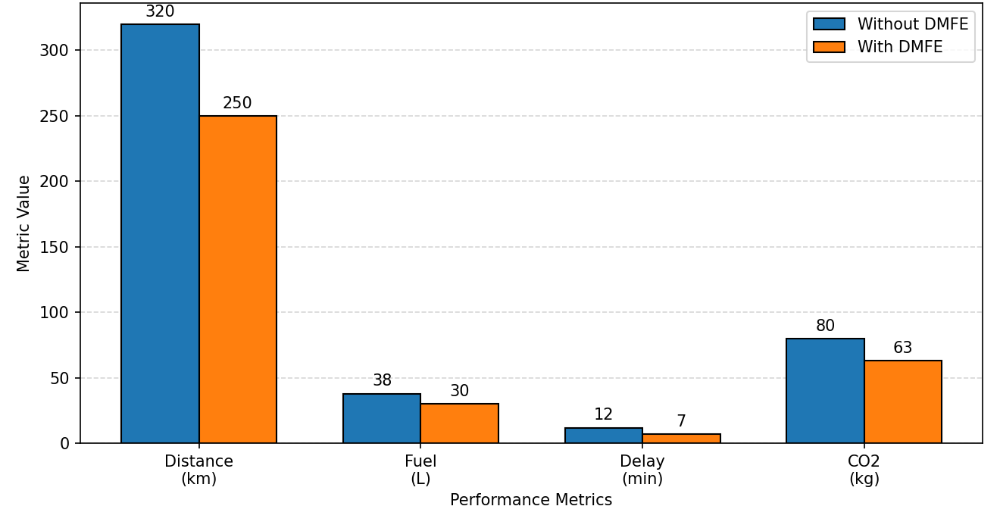 320
250
38
30
12
7
80
63
Without DMFE
With DMFE
300
250
200
150
100
50
0
Metric Value
Distance
(km)
Fuel
(L)
Delay
(min)
CO2
(kg)
Performance Metrics